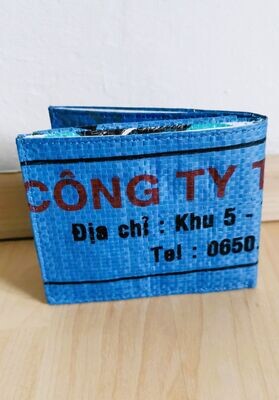 CÔNG TY T
Địa chỉ : Khu 5 -
Tel : 0650.